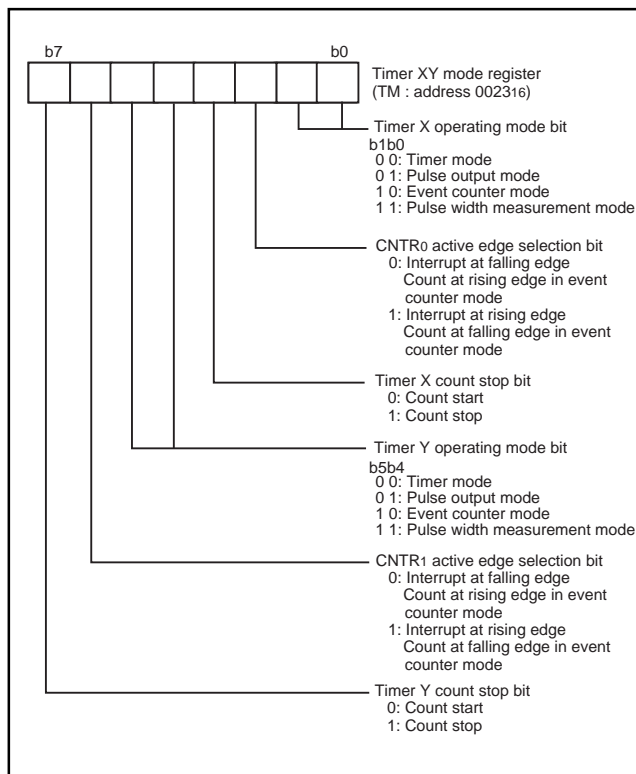 b7 b0
Timer XY mode register
(TM : address 002316)
Timer X operating mode bit
b1b0
0 0: Timer mode
0 1: Pulse output mode
1 0: Event counter mode
1 1: Pulse width measurement mode
CNTR0 active edge selection bit
0: Interrupt at falling edge
Count at rising edge in event
counter mode
1: Interrupt at rising edge
Count at falling edge in event
counter mode
Timer X count stop bit
0: Count start
1: Count stop
Timer Y operating mode bit
b5b4
0 0: Timer mode
0 1: Pulse output mode
1 0: Event counter mode
1 1: Pulse width measurement mode
CNTR1 active edge selection bit
0: Interrupt at falling edge
Count at rising edge in event
counter mode
1: Interrupt at rising edge
Count at falling edge in event
counter mode
Timer Y count stop bit
0: Count start
1: Count stop